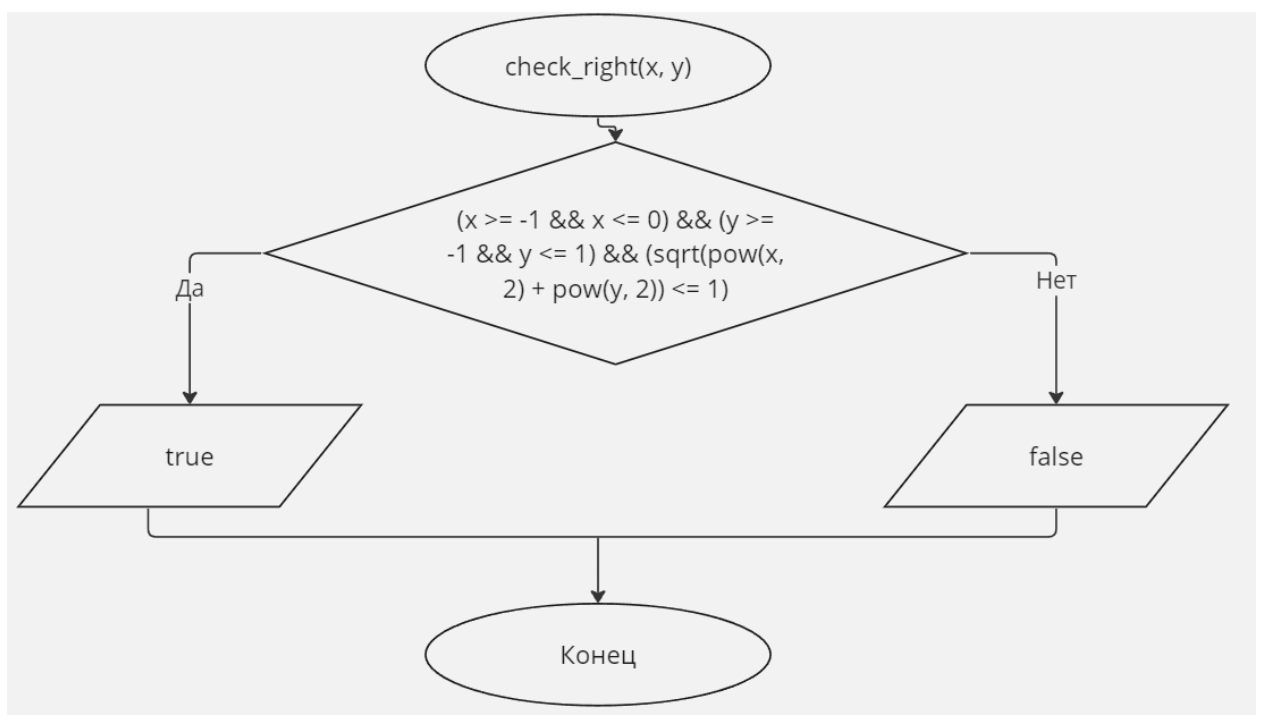 check_right(x, y)
(x >= -1 && x <= 0) && (y >=
-1 && y <= 1) && (sqrt(pow(x,
2) + pow(y, 2)) <= 1)
Да
Нет
true
false
Конец